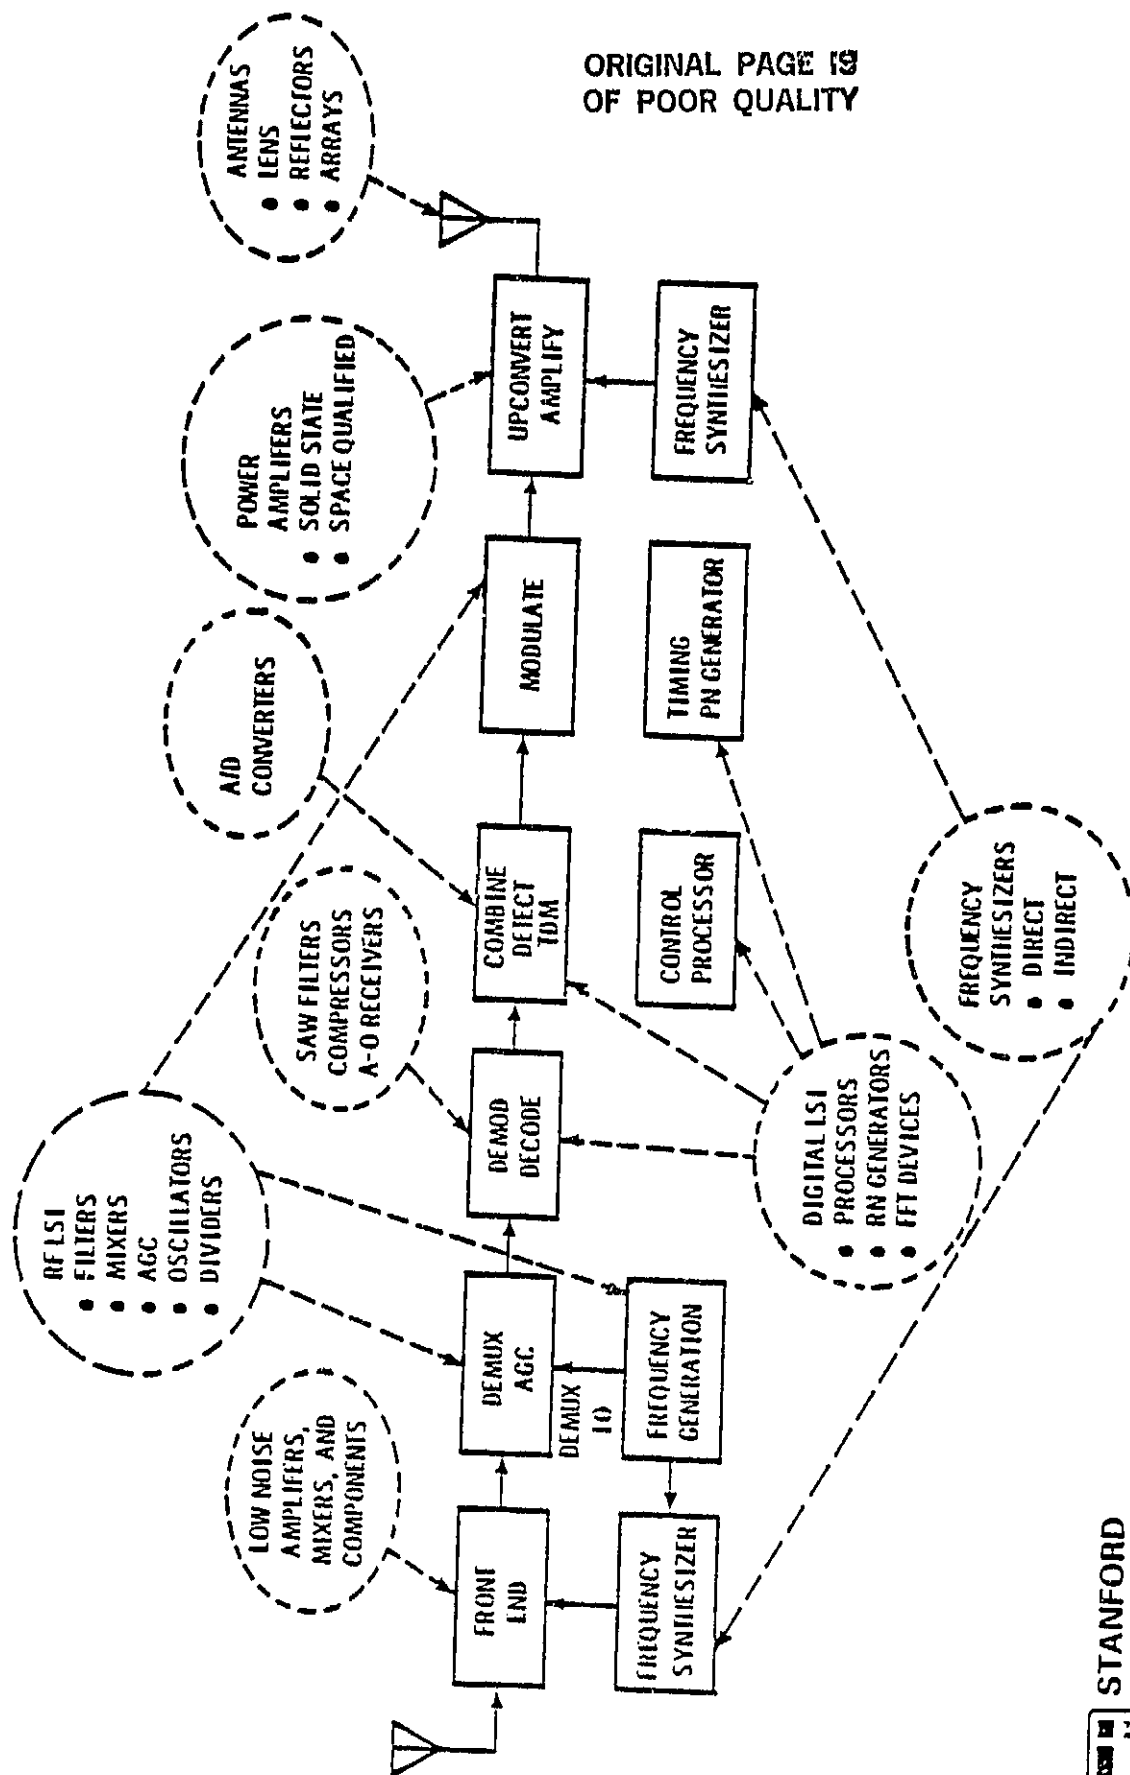 ORIGINAL PAGE IS
OF POOR QUALITY
LOW NOISE
AMPLIFERS,
MIXERS, AND
COMPONENTS
RF LSI
• FILTERS
• MIXERS
• AGC
• OSCILLATORS
• DIVIDERS
SAW FILTERS
COMPRESSORS
A-O RECEIVERS
A/D
CONVERTERS
POWER
AMPLIFERS
• SOLID STATE
• SPACE QUALIFIED
ANTENNAS
• LENS
• REFLECTORS
• ARRAYS
FRONT
END
DEMUX
AGC
DEMOD
DECODE
COMBINE
DETECT
TDM
MODULATE
UPCONVERT
AMPLIFY
DEMUX
10
FREQUENCY
SYNTHESIZER
FREQUENCY
GENERATION
CONTROL
PROCESSOR
TIMING
PN GENERATOR
FREQUENCY
SYNTHESIZER
DIGITAL LSI
• PROCESSORS
• RN GENERATORS
• FFT DEVICES
FREQUENCY
SYNTHESIZERS
• DIRECT
• INDIRECT
STANFORD